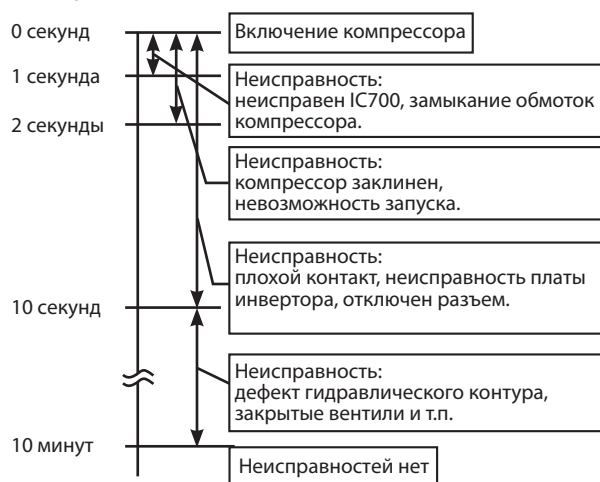 0 секунд
Включение компрессора
1 секунда
Неисправность:
неисправен IC700, замыкание обмоток
компрессора.
2 секунды
Неисправность:
компрессор заклинен,
невозможность запуска.
Неисправность:
плохой контакт, неисправность платы
инвертора, отключен разъем.
10 секунд
Неисправность:
дефект гидравлического контура,
закрытые вентили и т.п.
10 минут
Неисправностей нет